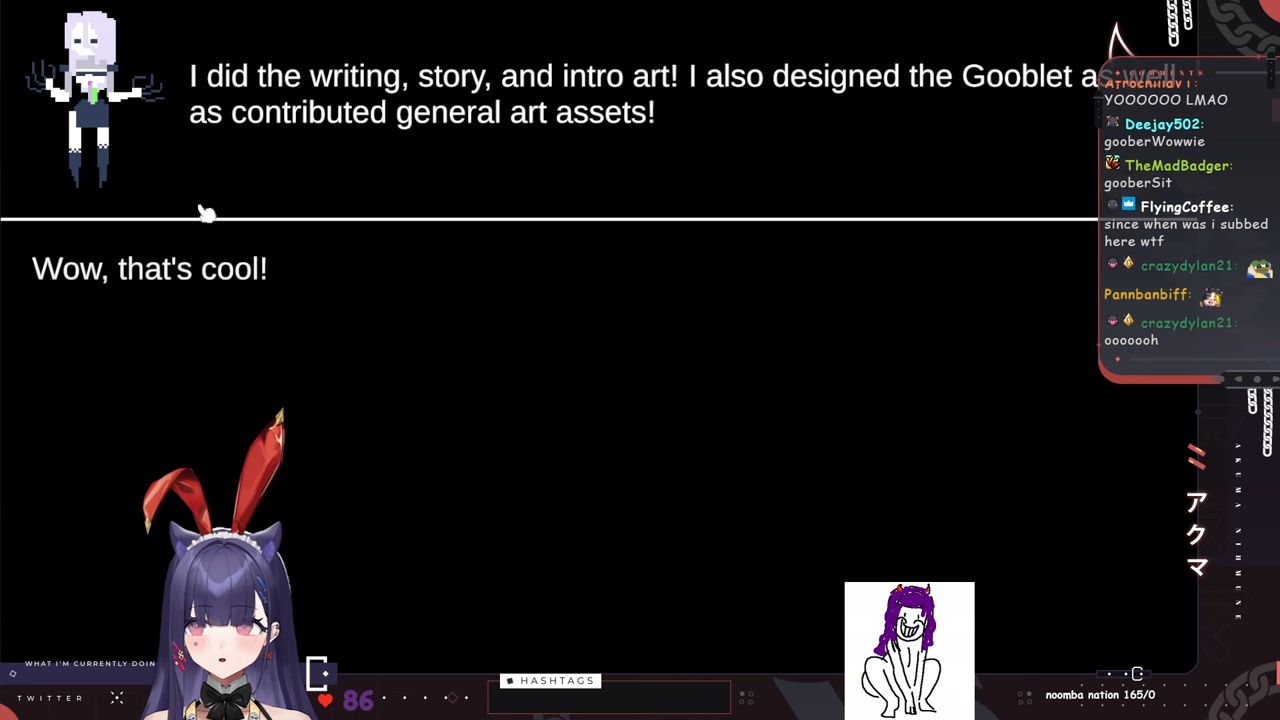 I did the writing, story, and intro art! I also designed the Gooblet as well
as contributed general art assets!
Wow, that's cool!
COMMENTS
YOOOOOO LMAO
Deejay502:
gooberWowwie
TheMadBadger:
gooberSit
FlyingCoffee:
since when was i subbed
here wtf
crazydylan21:
Pannbanbiff:
crazydylan21:
ooooooh
アクマ
WHAT I'M CURRENTLY DOIN
TWITTER
86
HASHTAGS
noomba nation 165/0